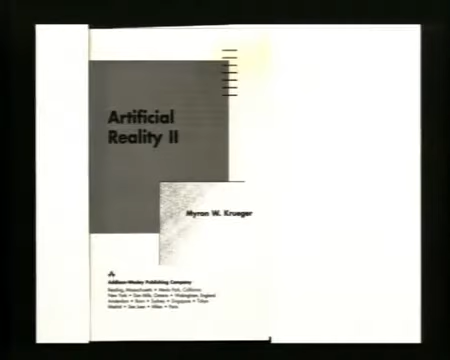 Artificial
Reality II
Myron W. Krueger
Addison-Wesley Publishing Company
Reading, Massachusetts • Menlo Park, California
New York • Don Mills, Ontario • Wokingham, England
Amsterdam • Bonn • Sydney • Singapore • Tokyo
Madrid • San Juan • Milan • Paris